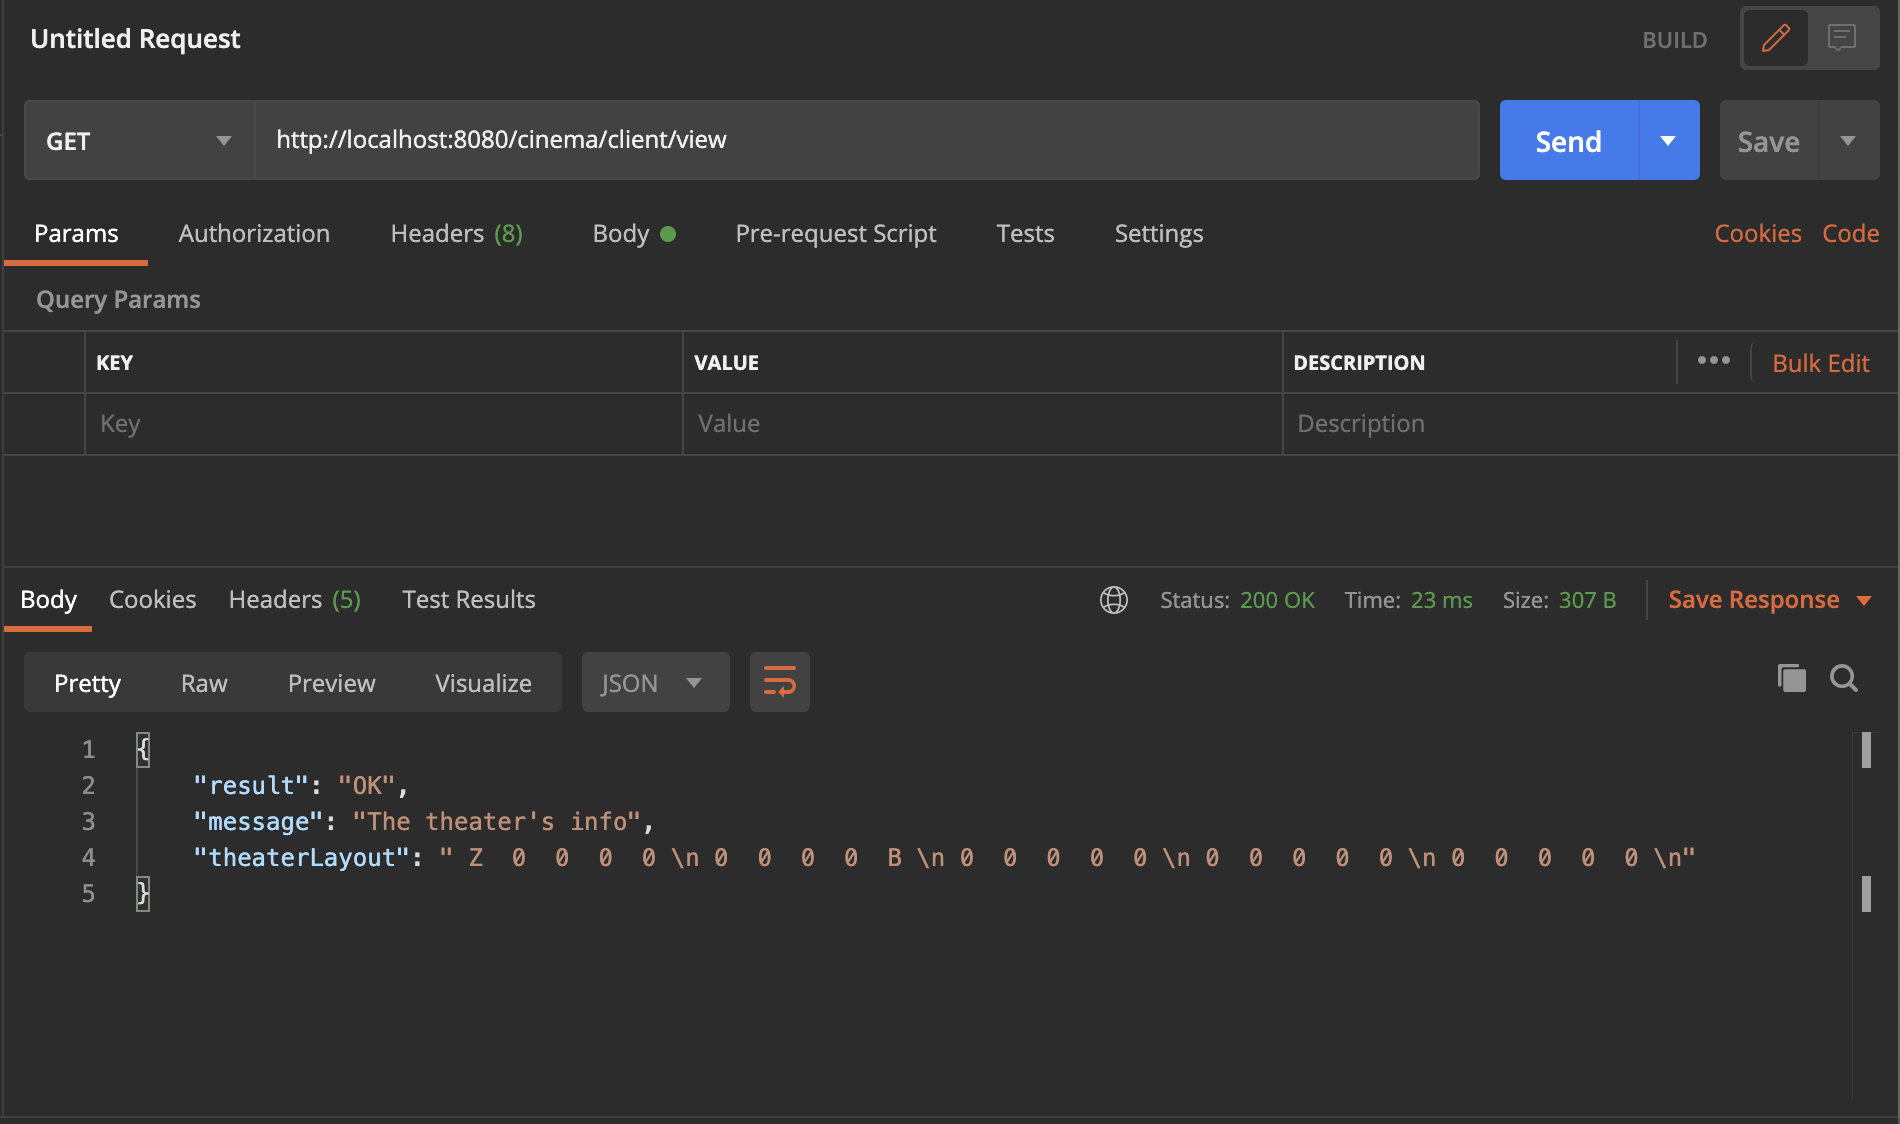 Untitled Request
BUILD
GET
http://localhost:8080/cinema/client/view
Send
Save
Params Authorization Headers (8) Body Pre-request Script Tests Settings Cookies Code
Query Params
KEY VALUE DESCRIPTION ••• Bulk Edit
Key Value Description
Body Cookies Headers (5) Test Results Status: 200 OK Time: 23 ms Size: 307 B Save Response
Pretty Raw Preview Visualize JSON
1 {
2 "result": "OK",
3 "message": "The theater's info",
4 "theaterLayout": " Z  0  0  0  0 \n 0  0  0  0  B \n 0  0  0  0  0 \n 0  0  0  0  0 \n 0  0  0  0  0 \n"
5 }